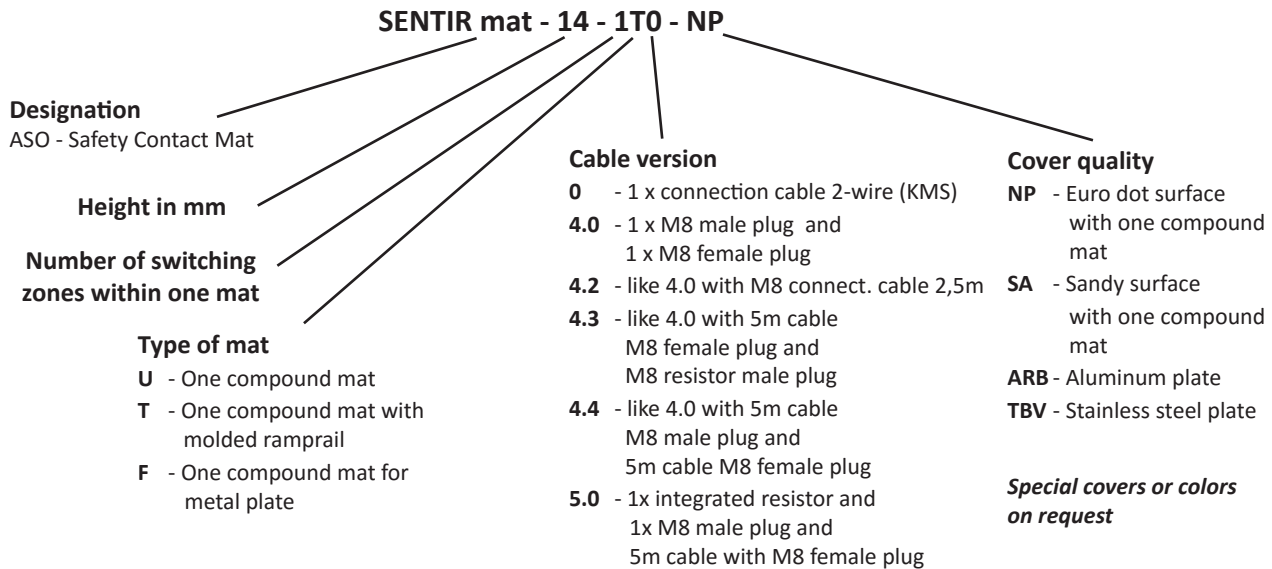 SENTIR mat - 14 - 1T0 - NP
Designation
ASO - Safety Contact Mat
Height in mm
Number of switching
zones within one mat
Type of mat
U - One compound mat
T - One compound mat with
molded ramprail
F - One compound mat for
metal plate
Cable version
0 - 1 x connection cable 2-wire (KMS)
4.0 - 1 x M8 male plug and
1 x M8 female plug
4.2 - like 4.0 with M8 connect. cable 2,5m
4.3 - like 4.0 with 5m cable
M8 female plug and
M8 resistor male plug
4.4 - like 4.0 with 5m cable
M8 male plug and
5m cable M8 female plug
5.0 - 1x integrated resistor and
1x M8 male plug and
5m cable with M8 female plug
Cover quality
NP - Euro dot surface
with one compound
mat
SA - Sandy surface
with one compound
mat
ARB - Aluminum plate
TBV - Stainless steel plate
Special covers or colors
on request